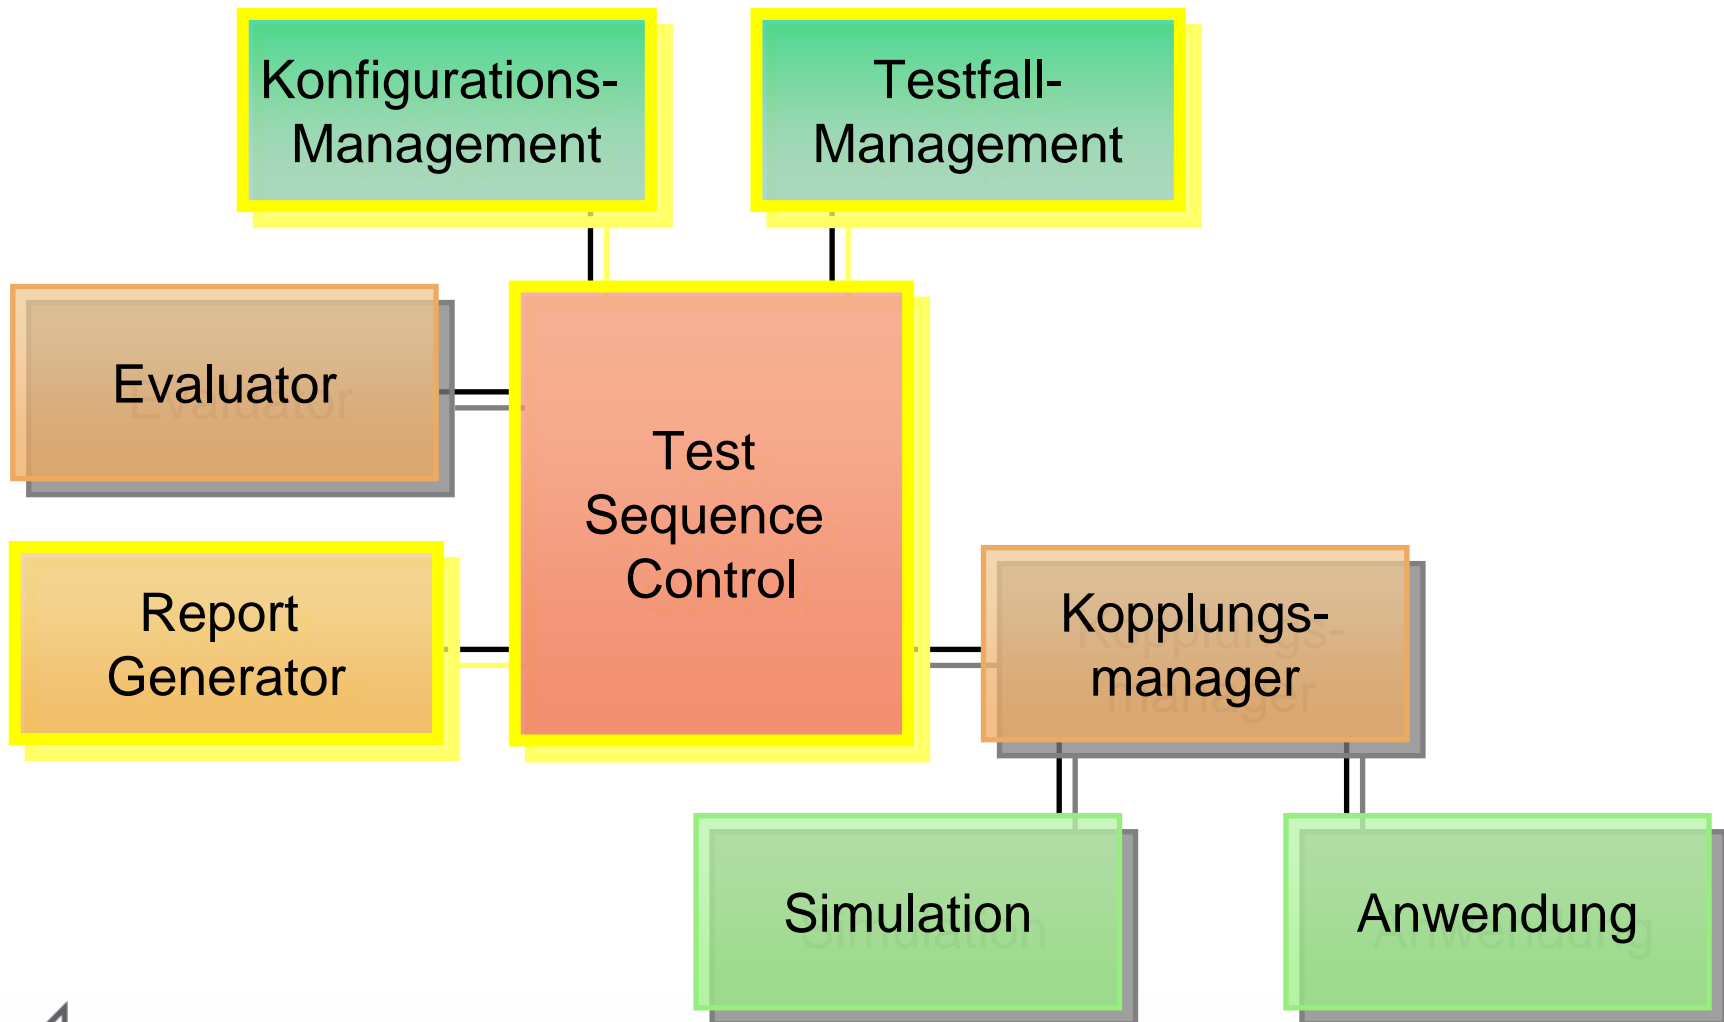 Konfigurations-
Management
Testfall-
Management
Evaluator
Test
Sequence
Control
Report
Generator
Kopplungs-
manager
Simulation
Anwendung